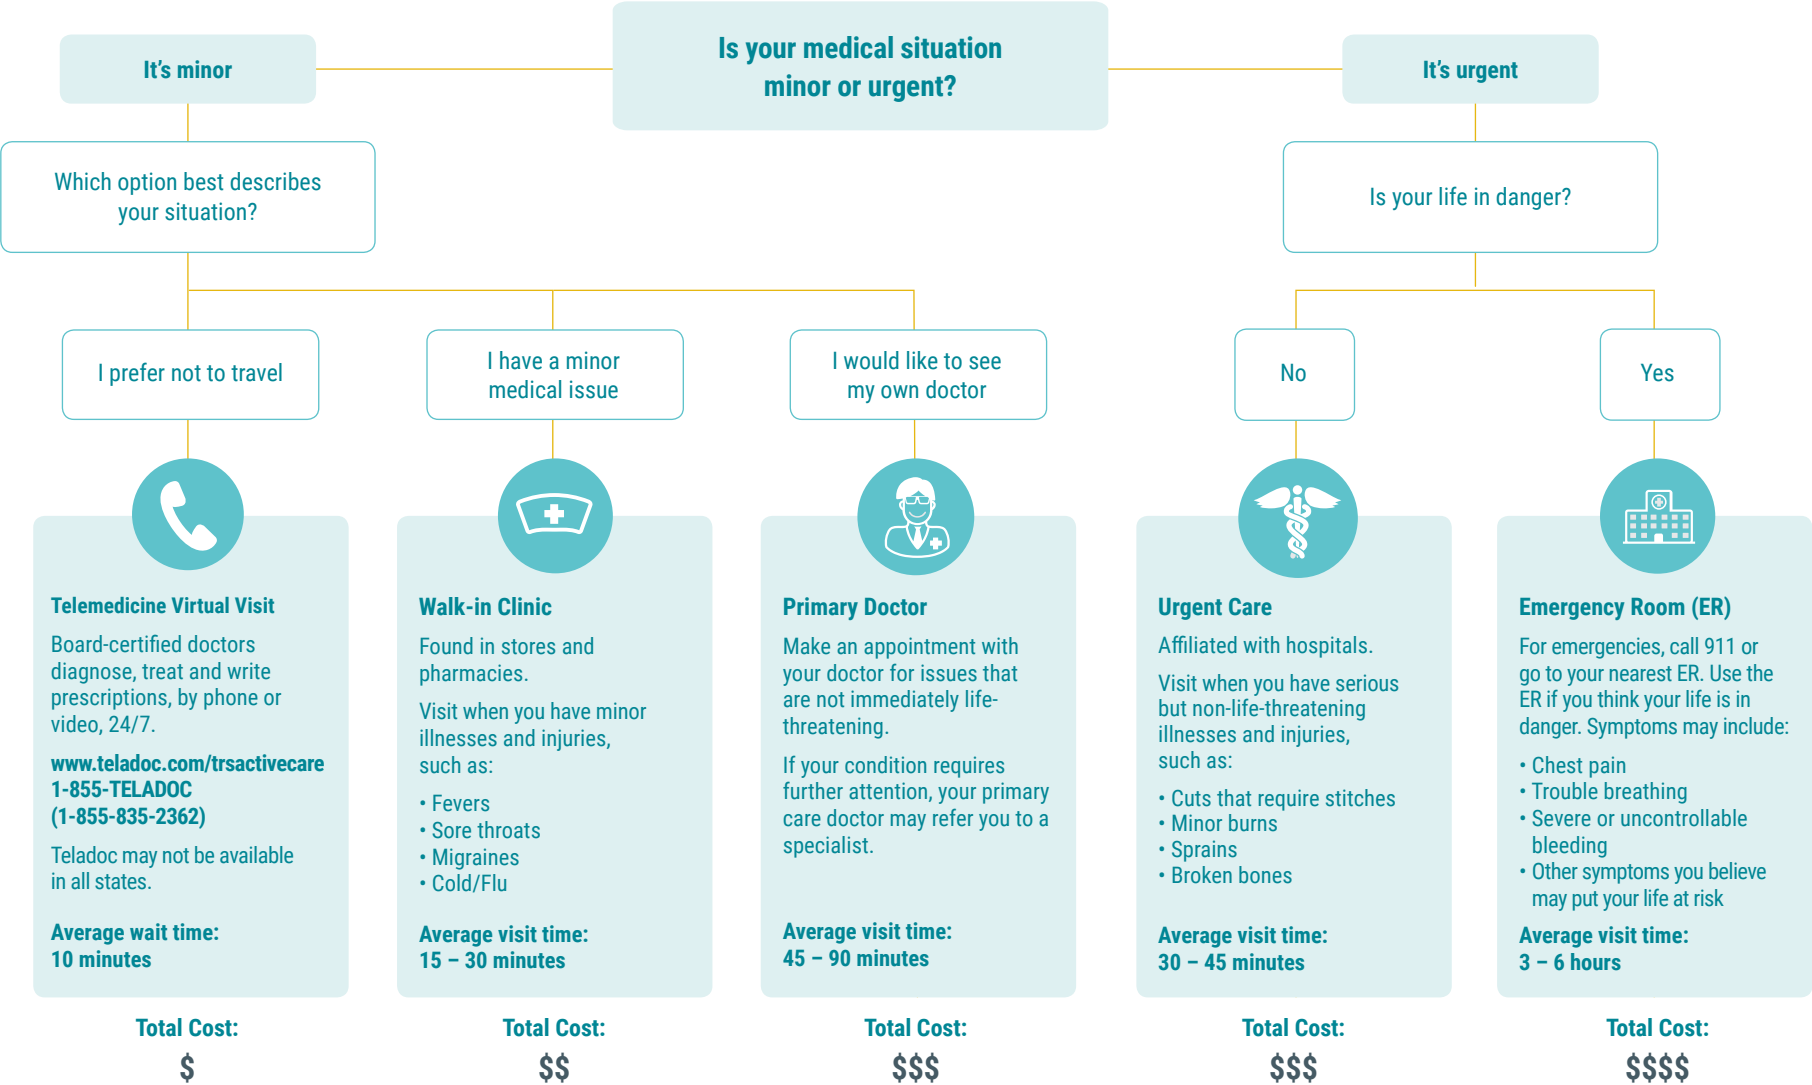 Is your medical situation
minor or urgent?
It's minor
It's urgent
Which option best describes
your situation?
Is your life in danger?
I prefer not to travel
I have a minor
medical issue
I would like to see
my own doctor
No
Yes
Telemedicine Virtual Visit
Board-certified doctors
diagnose, treat and write
prescriptions, by phone or
video, 24/7.
www.teladoc.com/trsactivecare
1-855-TELADOC
(1-855-835-2362)
Teladoc may not be available
in all states.
Average wait time:
10 minutes
Total Cost:
$
Walk-in Clinic
Found in stores and
pharmacies.
Visit when you have minor
illnesses and injuries,
such as:
• Fevers
• Sore throats
• Migraines
• Cold/Flu
Average visit time:
15 – 30 minutes
Total Cost:
$$
Primary Doctor
Make an appointment with
your doctor for issues that
are not immediately life-
threatening.
If your condition requires
further attention, your primary
care doctor may refer you to a
specialist.
Average visit time:
45 – 90 minutes
Total Cost:
$$$
Urgent Care
Affiliated with hospitals.
Visit when you have serious
but non-life-threatening
illnesses and injuries,
such as:
• Cuts that require stitches
• Minor burns
• Sprains
• Broken bones
Average visit time:
30 – 45 minutes
Total Cost:
$$$
Emergency Room (ER)
For emergencies, call 911 or
go to your nearest ER. Use the
ER if you think your life is in
danger. Symptoms may include:
• Chest pain
• Trouble breathing
• Severe or uncontrollable
bleeding
• Other symptoms you believe
may put your life at risk
Average visit time:
3 – 6 hours
Total Cost:
$$$$